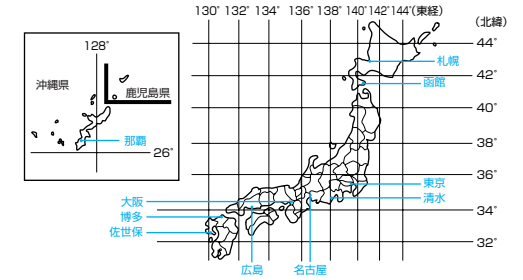 130° 132° 134° 136° 138° 140° 142° 144°(東経)
(北緯)
44°
札幌
42°
函館
40°
38°
36°
東京
清水
34°
32°
大阪
博多
佐世保
広島
名古屋
128°
沖縄県
鹿児島県
那覇
26°